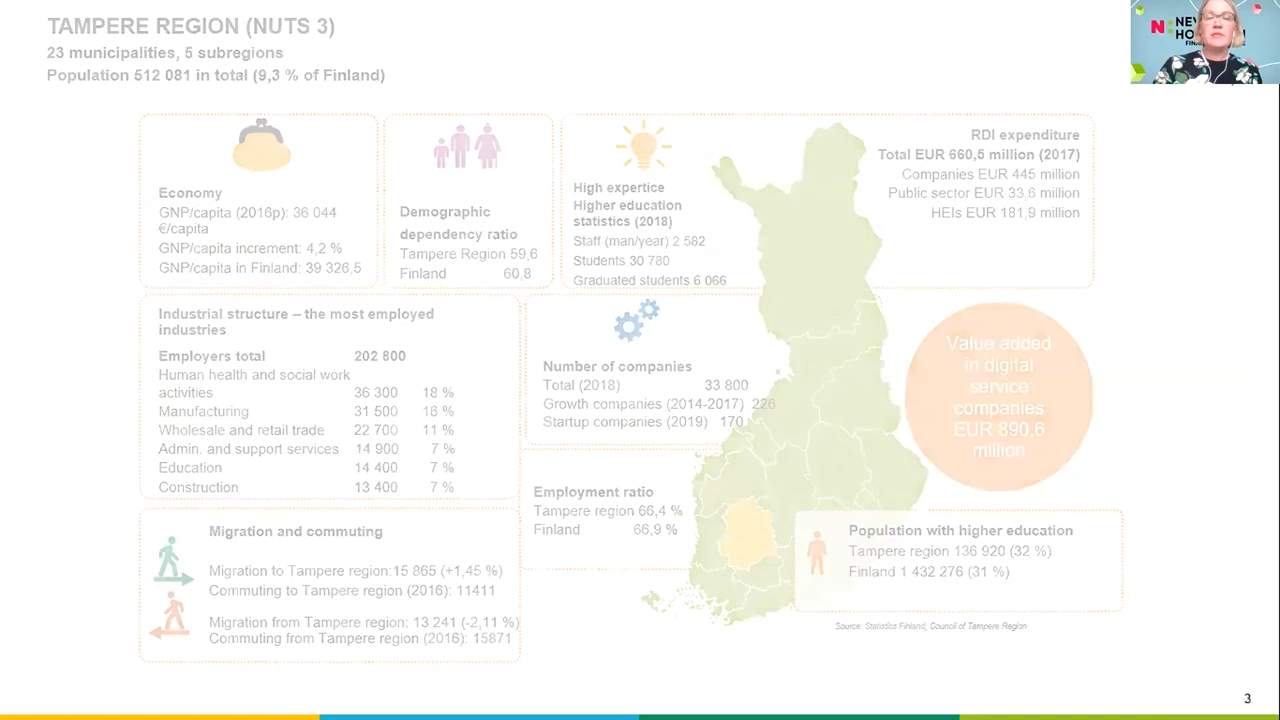 TAMPERE REGION (NUTS 3)
23 municipalities, 5 subregions
Population 512 081 in total (9,3 % of Finland)
Economy
GNP/capita (2016p): 36 044
€/capita
GNP/capita increment: 4,2 %
GNP/capita in Finland: 39 326,5
Demographic
dependency ratio
Tampere Region 59,6
Finland 60,8
High expertice
Higher education
statistics (2018)
Staff (man/year) 2 582
Students 30 780
Graduated students 6 066
RDI expenditure
Total EUR 660,5 million (2017)
Companies EUR 445 million
Public sector EUR 33,6 million
HEIs EUR 181,9 million
Industrial structure – the most employed
industries
Employers total 202 800
Human health and social work
activities 36 300 18 %
Manufacturing 31 500 16 %
Wholesale and retail trade 22 700 11 %
Admin. and support services 14 900 7 %
Education 14 400 7 %
Construction 13 400 7 %
Number of companies
Total (2018) 33 800
Growth companies (2014-2017) 226
Startup companies (2019) 170
Value added
in digital
service
companies
EUR 890.6
million
Employment ratio
Tampere region 66,4 %
Finland 66,9 %
Migration and commuting
Migration to Tampere region:15 865 (+1,45 %)
Commuting to Tampere region (2016): 11411
Migration from Tampere region: 13 241 (-2,11 %)
Commuting from Tampere region (2016): 15871
Population with higher education
Tampere region 136 920 (32 %)
Finland 1 432 276 (31 %)
Source: Statistics Finland, Council of Tampere Region
3